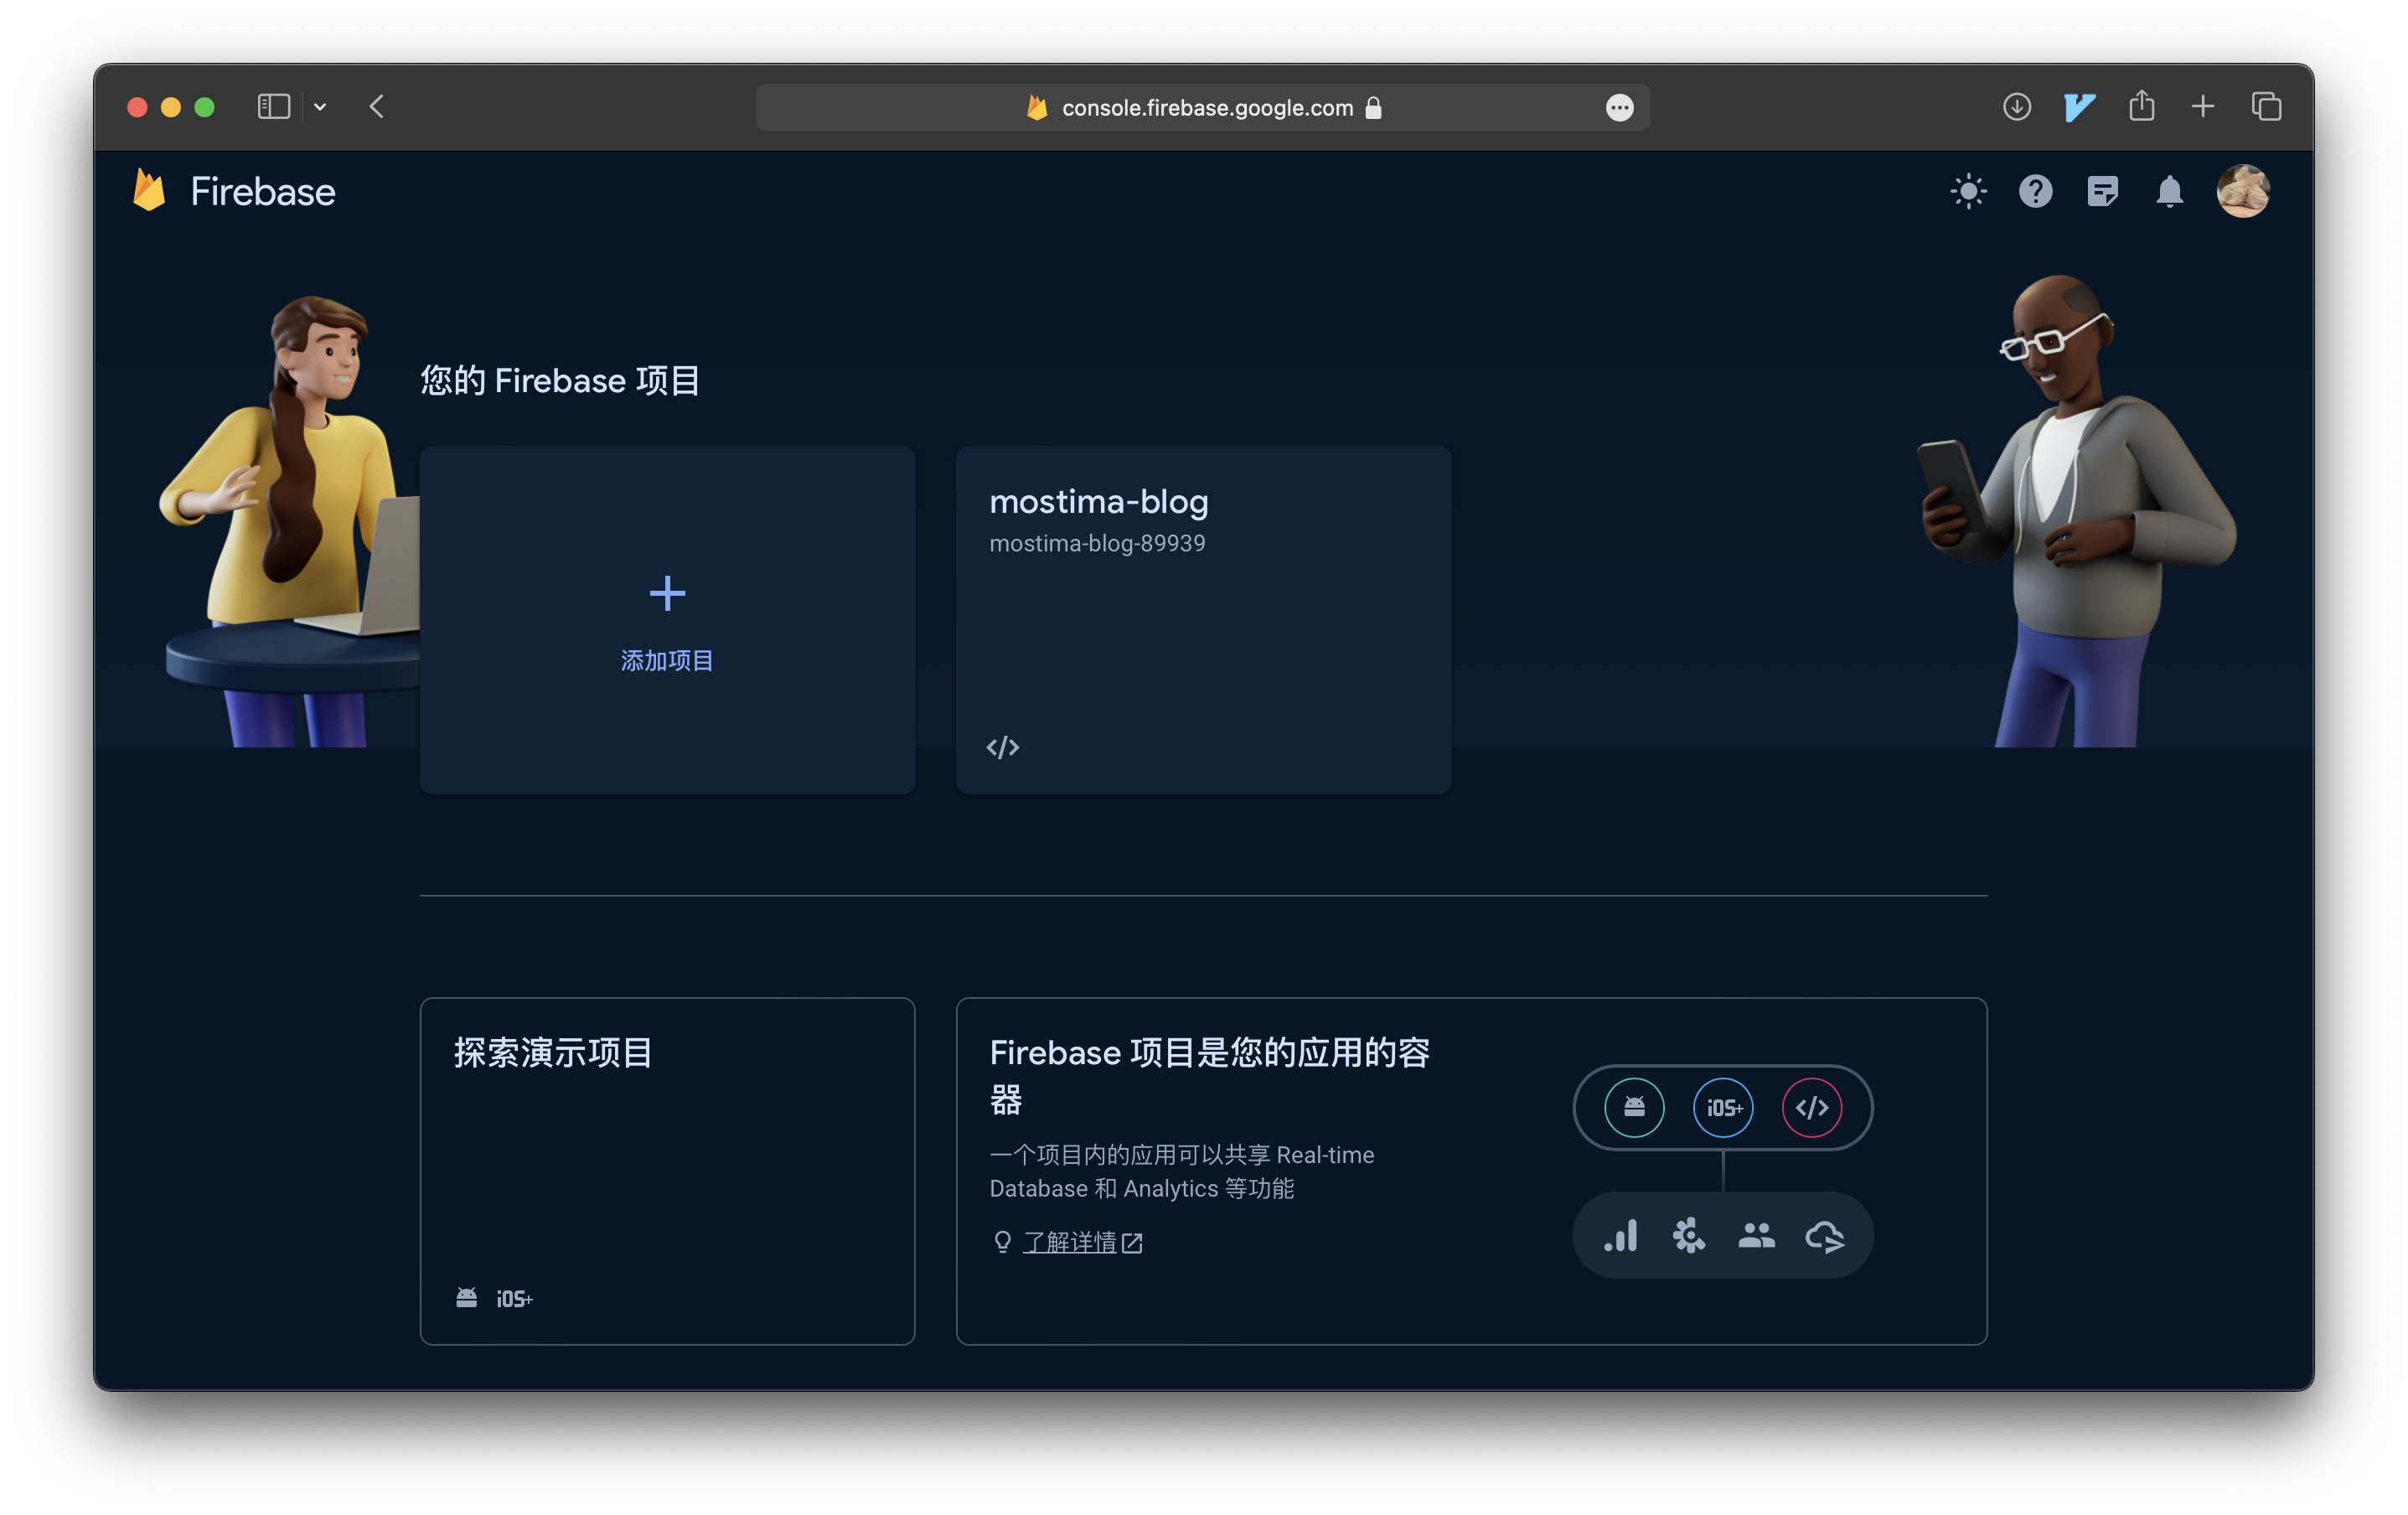 console.firebase.google.com
Firebase
您的 Firebase 项目
添加项目
mostima-blog
mostima-blog-89939
探索演示项目
iOS+
Firebase 项目是您的应用的容
器
一个项目内的应用可以共享 Real-time
Database 和 Analytics 等功能
了解详情
iOS+